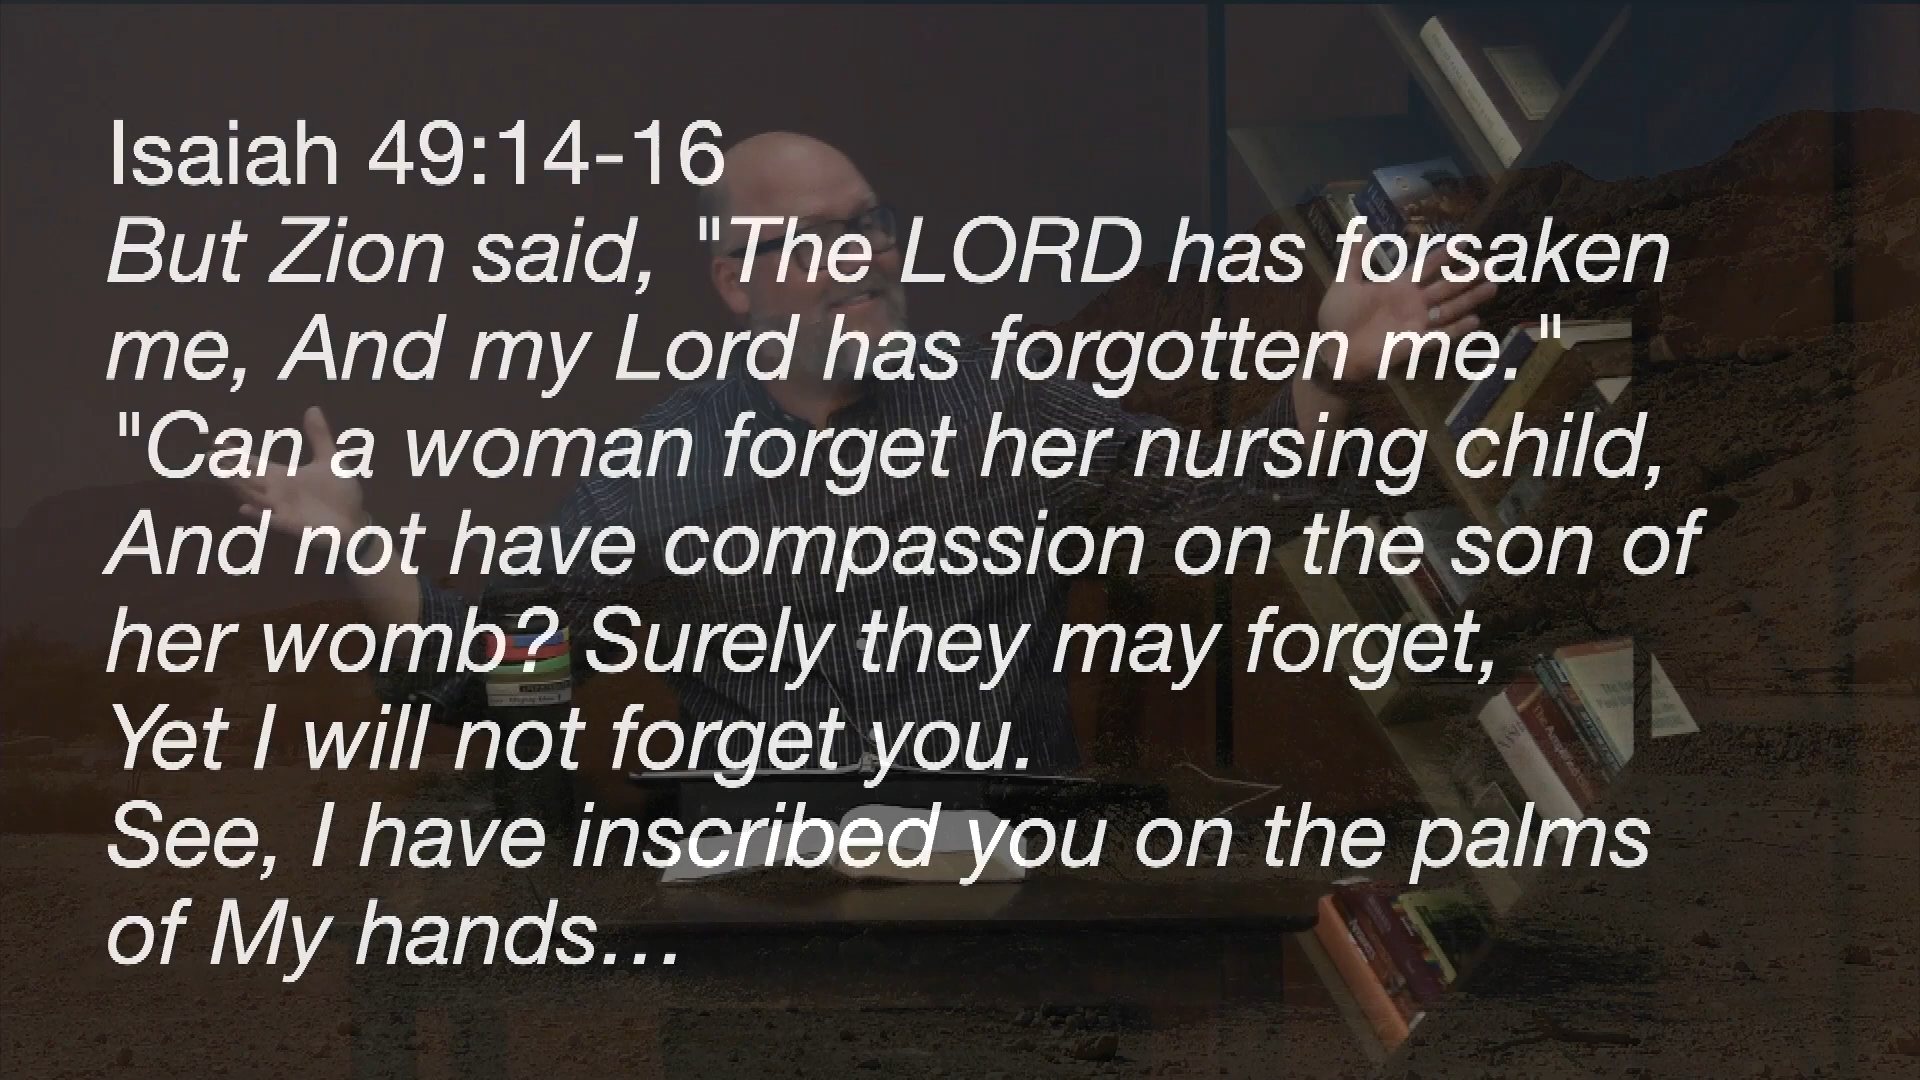 Isaiah 49:14-16
But Zion said, "The LORD has forsaken
me, And my Lord has forgotten me."
"Can a woman forget her nursing child,
And not have compassion on the son of
her womb? Surely they may forget,
Yet I will not forget you.
See, I have inscribed you on the palms
of My hands…